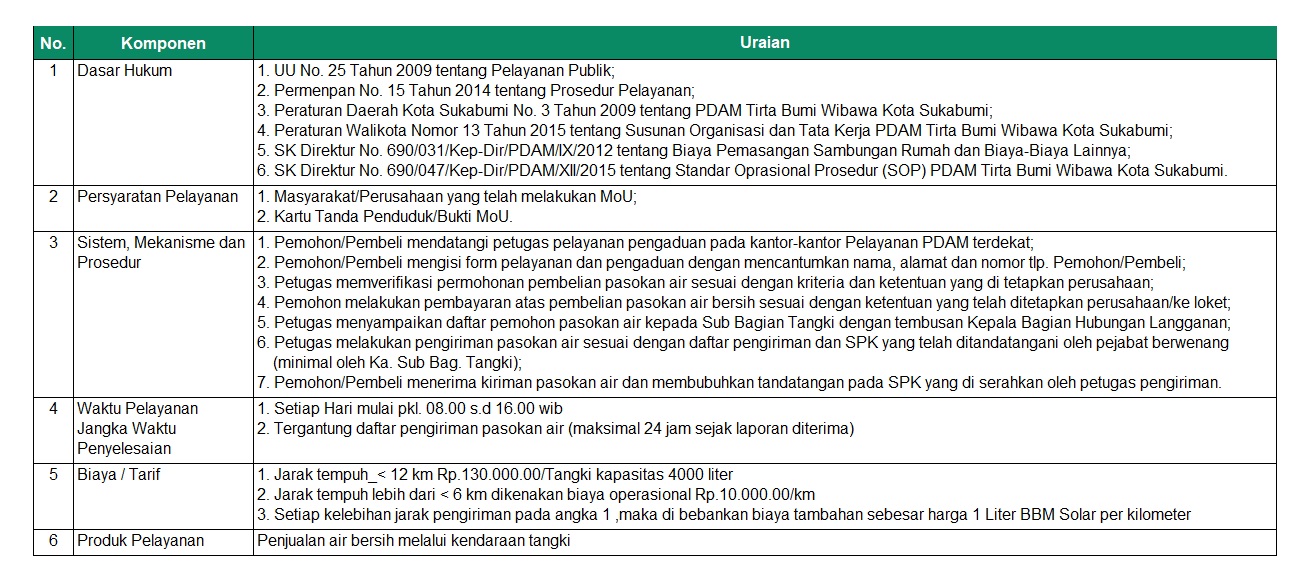 No. Komponen Uraian
1 Dasar Hukum 1. UU No. 25 Tahun 2009 tentang Pelayanan Publik;
2. Permenpan No. 15 Tahun 2014 tentang Prosedur Pelayanan;
3. Peraturan Daerah Kota Sukabumi No. 3 Tahun 2009 tentang PDAM Tirta Bumi Wibawa Kota Sukabumi;
4. Peraturan Walikota Nomor 13 Tahun 2015 tentang Susunan Organisasi dan Tata Kerja PDAM Tirta Bumi Wibawa Kota Sukabumi;
5. SK Direktur No. 690/031/Kep-Dir/PDAM/IX/2012 tentang Biaya Pemasangan Sambungan Rumah dan Biaya-Biaya Lainnya;
6. SK Direktur No. 690/047/Kep-Dir/PDAM/XII/2015 tentang Standar Oprasional Prosedur (SOP) PDAM Tirta Bumi Wibawa Kota Sukabumi.
2 Persyaratan Pelayanan 1. Masyarakat/Perusahaan yang telah melakukan MoU;
2. Kartu Tanda Penduduk/Bukti MoU.
3 Sistem, Mekanisme dan 1. Pemohon/Pembeli mendatangi petugas pelayanan pengaduan pada kantor-kantor Pelayanan PDAM terdekat;
Prosedur 2. Pemohon/Pembeli mengisi form pelayanan dan pengaduan dengan mencantumkan nama, alamat dan nomor tlp. Pemohon/Pembeli;
3. Petugas memverifikasi permohonan pembelian pasokan air sesuai dengan kriteria dan ketentuan yang di tetapkan perusahaan;
4. Pemohon melakukan pembayaran atas pembelian pasokan air bersih sesuai dengan ketentuan yang telah ditetapkan perusahaan/ke loket;
5. Petugas menyampaikan daftar pemohon pasokan air kepada Sub Bagian Tangki dengan tembusan Kepala Bagian Hubungan Langganan;
6. Petugas melakukan pengiriman pasokan air sesuai dengan daftar pengiriman dan SPK yang telah ditandatangani oleh pejabat berwenang
(minimal oleh Ka. Sub Bag. Tangki);
7. Pemohon/Pembeli menerima kiriman pasokan air dan membubuhkan tandatangan pada SPK yang di serahkan oleh petugas pengiriman.
4 Waktu Pelayanan 1. Setiap Hari mulai pkl. 08.00 s.d 16.00 wib
Jangka Waktu 2. Tergantung daftar pengiriman pasokan air (maksimal 24 jam sejak laporan diterima)
Penyelesaian
5 Biaya / Tarif 1. Jarak tempuh_< 12 km Rp.130.000.00/Tangki kapasitas 4000 liter
2. Jarak tempuh lebih dari < 6 km dikenakan biaya operasional Rp.10.000.00/km
3. Setiap kelebihan jarak pengiriman pada angka 1 ,maka di bebankan biaya tambahan sebesar harga 1 Liter BBM Solar per kilometer
6 Produk Pelayanan Penjualan air bersih melalui kendaraan tangki